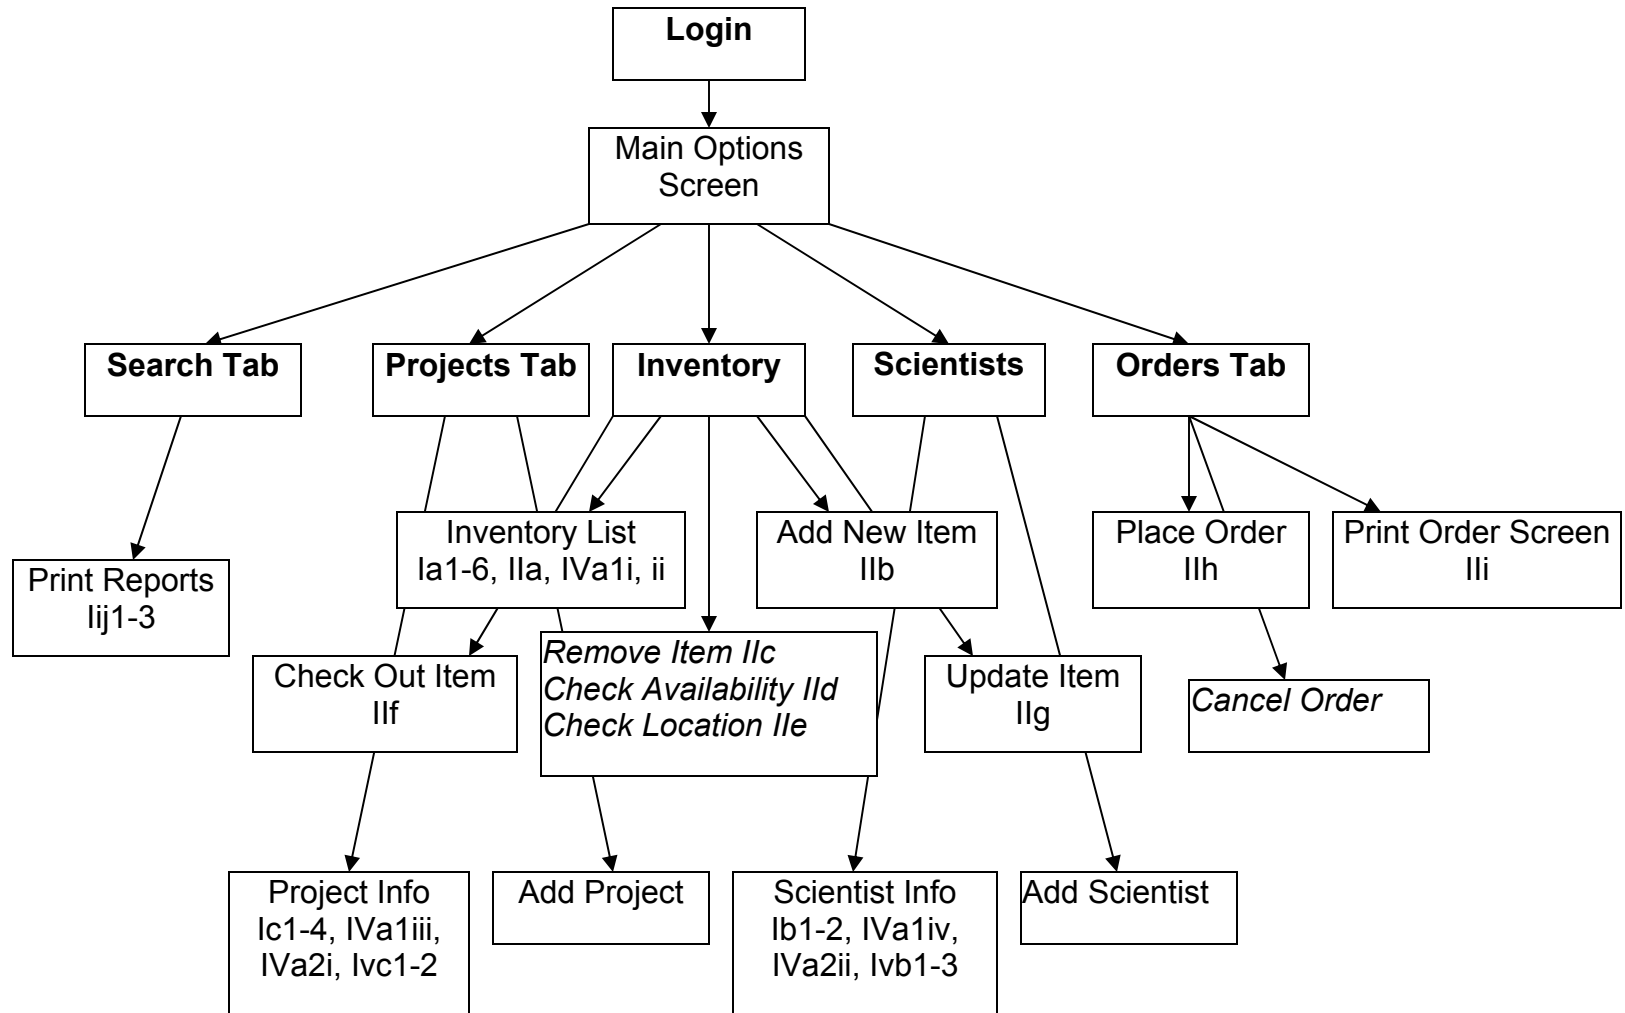 Login
Main Options
Screen
Search Tab
Projects Tab
Inventory
Scientists
Orders Tab
Inventory List
Ia1-6, IIa, IVa1i, ii
Add New Item
IIb
Place Order
IIh
Print Order Screen
IIi
Print Reports
Iij1-3
Check Out Item
IIf
Remove Item IIc
Check Availability IId
Check Location IIe
Update Item
IIg
Cancel Order
Project Info
Ic1-4, IVa1iii,
IVa2i, Ivc1-2
Add Project
Scientist Info
Ib1-2, IVa1iv,
IVa2ii, Ivb1-3
Add Scientist